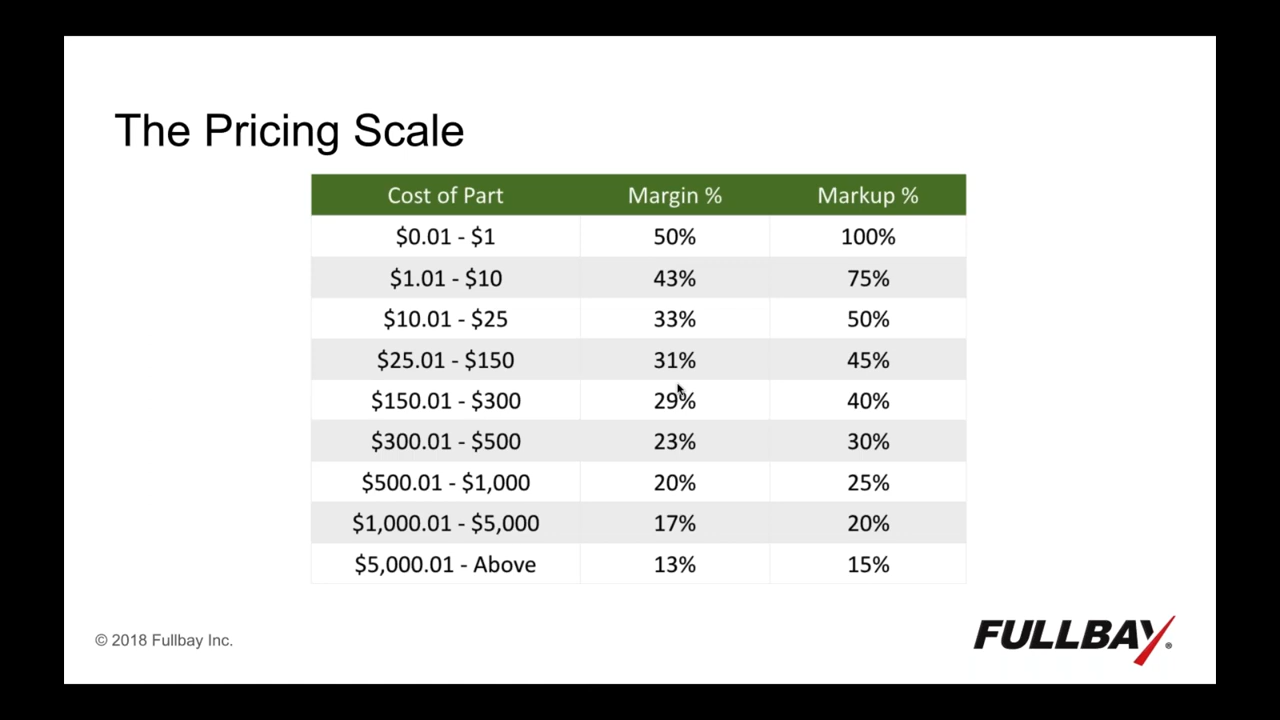 The Pricing Scale
Cost of Part Margin % Markup %
$0.01 - $1 50% 100%
$1.01 - $10 43% 75%
$10.01 - $25 33% 50%
$25.01 - $150 31% 45%
$150.01 - $300 29% 40%
$300.01 - $500 23% 30%
$500.01 - $1,000 20% 25%
$1,000.01 - $5,000 17% 20%
$5,000.01 - Above 13% 15%
© 2018 Fullbay Inc.
FULLBAY®